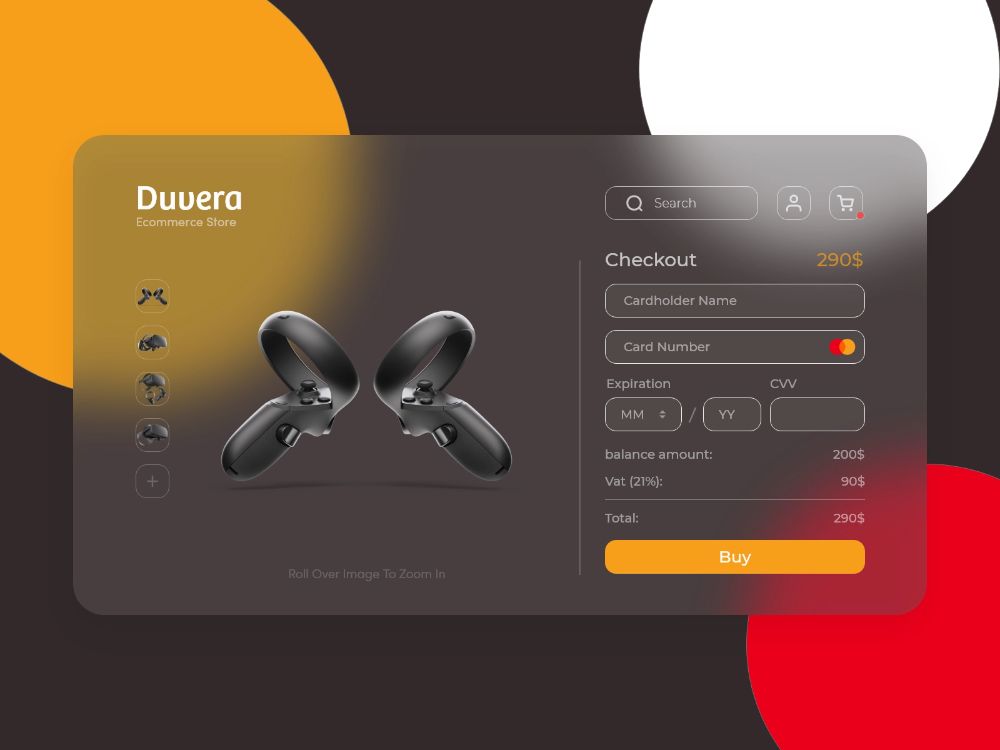 Duvera
Ecommerce Store
Search
Checkout 290$
Cardholder Name
Card Number
Expiration CVV
MM / YY
balance amount: 200$
Vat (21%): 90$
Total: 290$
Buy
Roll Over Image To Zoom In